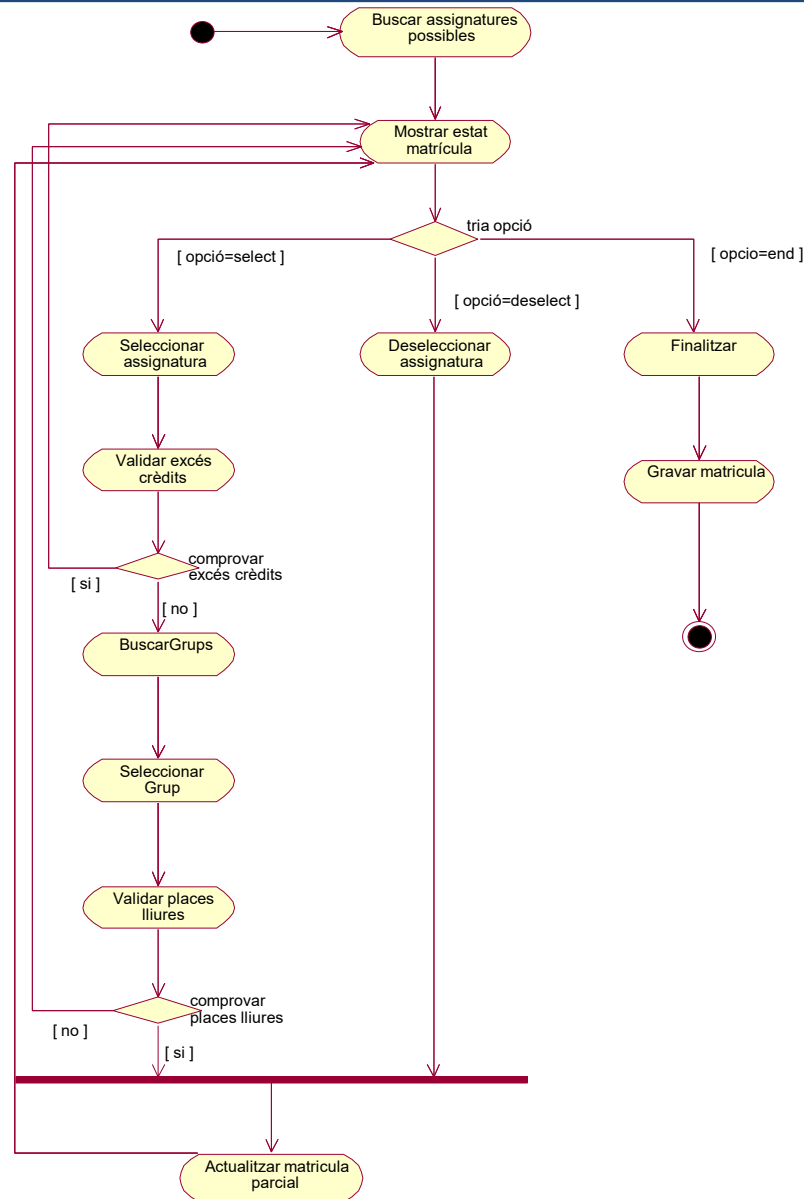 Buscar assignatures
possibles
Mostrar estat
matrícula
tria opció
[ opció=select ]
[ opcio=end ]
[ opció=deselect ]
Seleccionar
assignatura
Deseleccionar
assignatura
Finalitzar
Validar excés
crèdits
Gravar matricula
comprovar
excés crèdits
[ si ]
[ no ]
BuscarGrups
Seleccionar
Grup
Validar places
lliures
comprovar
places lliures
[ no ]
[ si ]
Actualitzar matricula
parcial